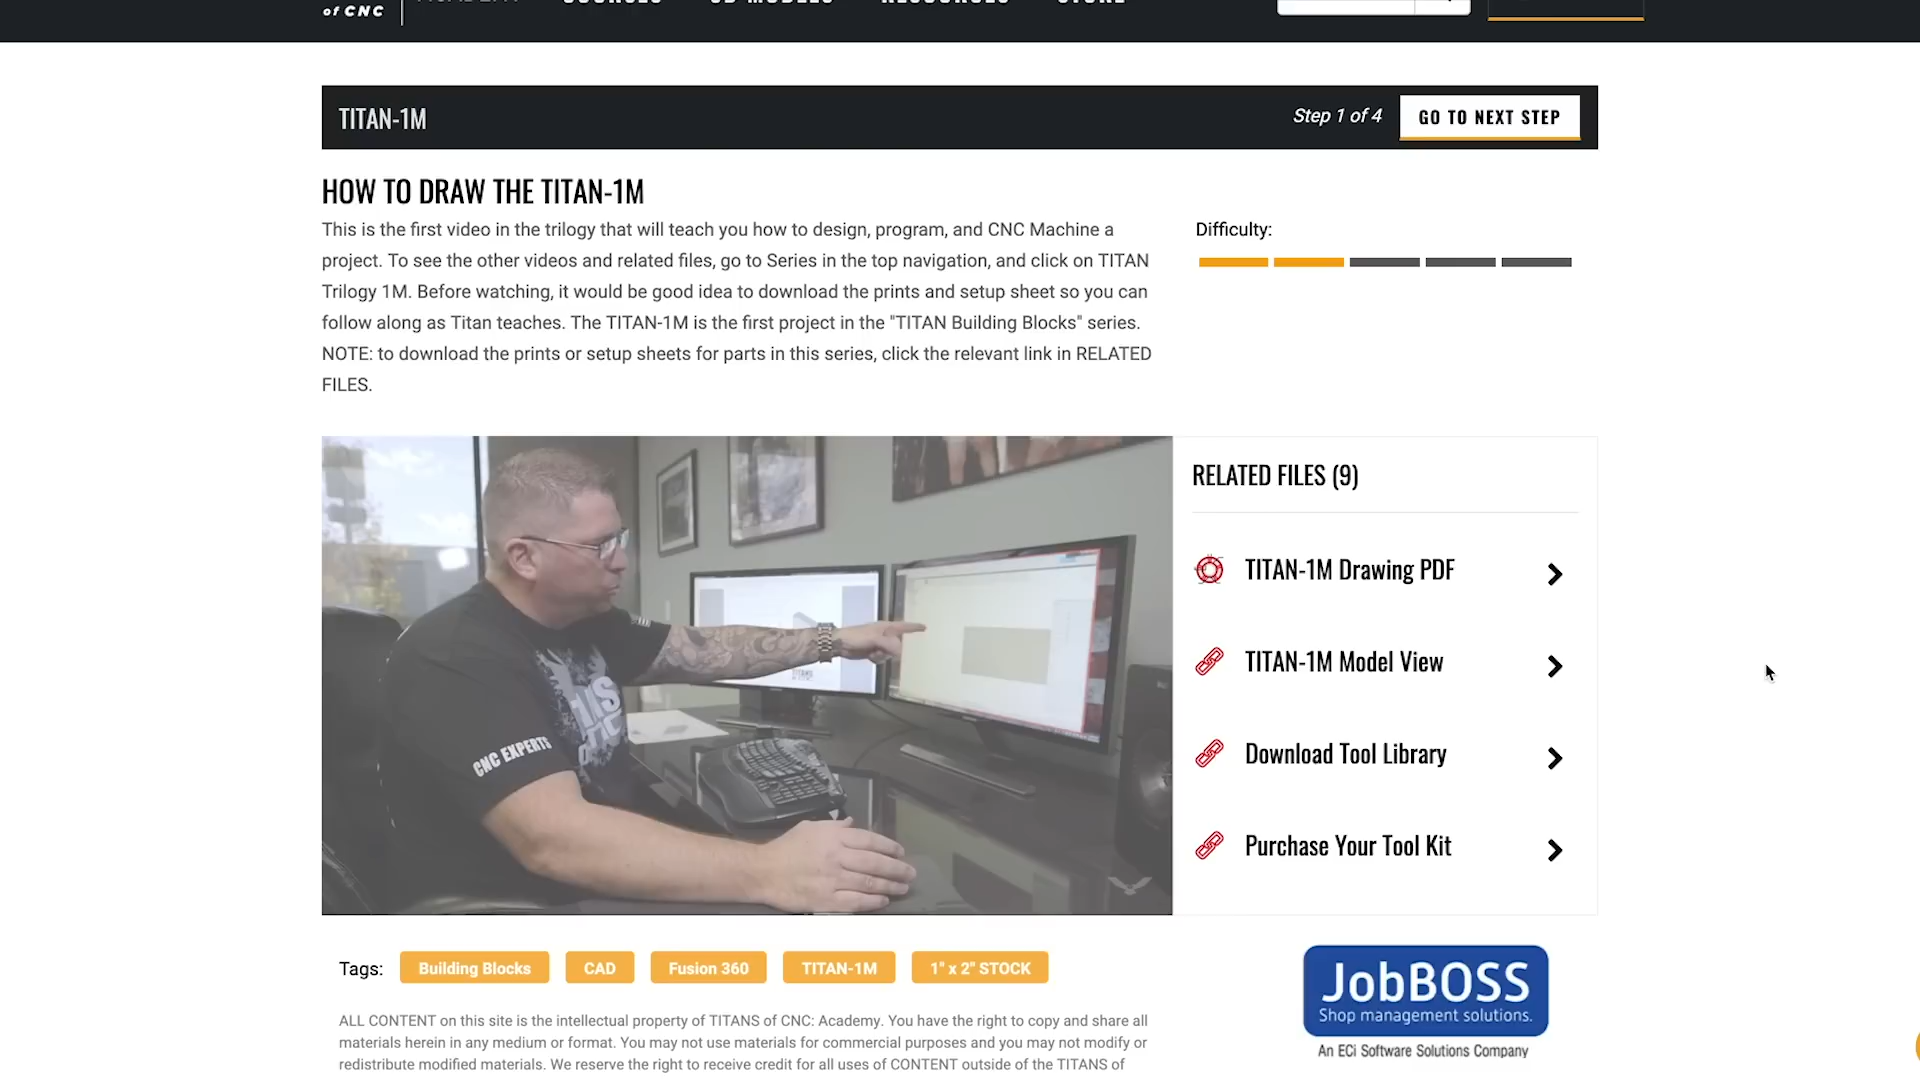 of CNC
TITAN-1M
Step 1 of 4
GO TO NEXT STEP
HOW TO DRAW THE TITAN-1M
This is the first video in the trilogy that will teach you how to design, program, and CNC Machine a
project. To see the other videos and related files, go to Series in the top navigation, and click on TITAN
Trilogy 1M. Before watching, it would be good idea to download the prints and setup sheet so you can
follow along as Titan teaches. The TITAN-1M is the first project in the "TITAN Building Blocks" series.
NOTE: to download the prints or setup sheets for parts in this series, click the relevant link in RELATED
FILES.
Difficulty:
CNC EXPERTS
RELATED FILES (9)
TITAN-1M Drawing PDF
TITAN-1M Model View
Download Tool Library
Purchase Your Tool Kit
Tags:
Building Blocks
CAD
Fusion 360
TITAN-1M
1" x 2" STOCK
ALL CONTENT on this site is the intellectual property of TITANS of CNC: Academy. You have the right to copy and share all
materials herein in any medium or format. You may not use materials for commercial purposes and you may not modify or
redistribute modified materials. We reserve the right to receive credit for all uses of CONTENT outside of the TITANS of
JobBOSS
Shop management solutions.
An ECi Software Solutions Company